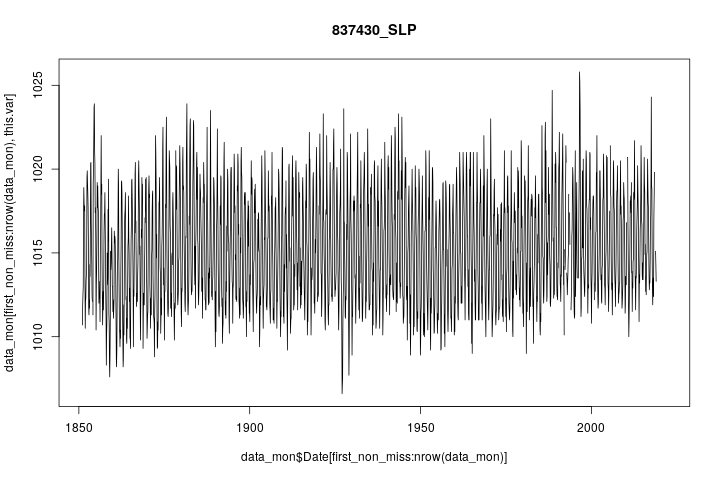 837430_SLP
data_mon[first_non_miss:nrow(data_mon), this.var]
1025
1020
1015
1010
1850
1900
1950
2000
data_mon$Date[first_non_miss:nrow(data_mon)]